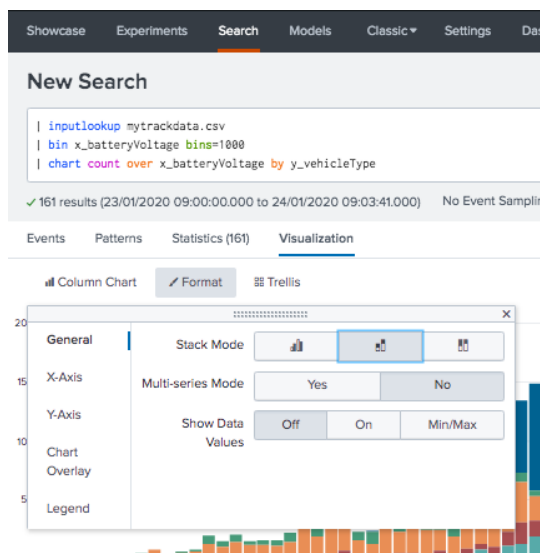 Showcase Experiments Search Models Classic Settings Das
New Search
| inputlookup mytrackdata.csv
| bin x_batteryVoltage bins=1000
| chart count over x_batteryVoltage by y_vehicleType
161 results (23/01/2020 09:00:00.000 to 24/01/2020 09:03:41.000) No Event Samplin
Events Patterns Statistics (161) Visualization
Column Chart Format Trellis
20
General
Stack Mode
15
X-Axis
Multi-series Mode Yes No
Y-Axis
Show Data Values Off On Min/Max
10
Chart Overlay
5
Legend